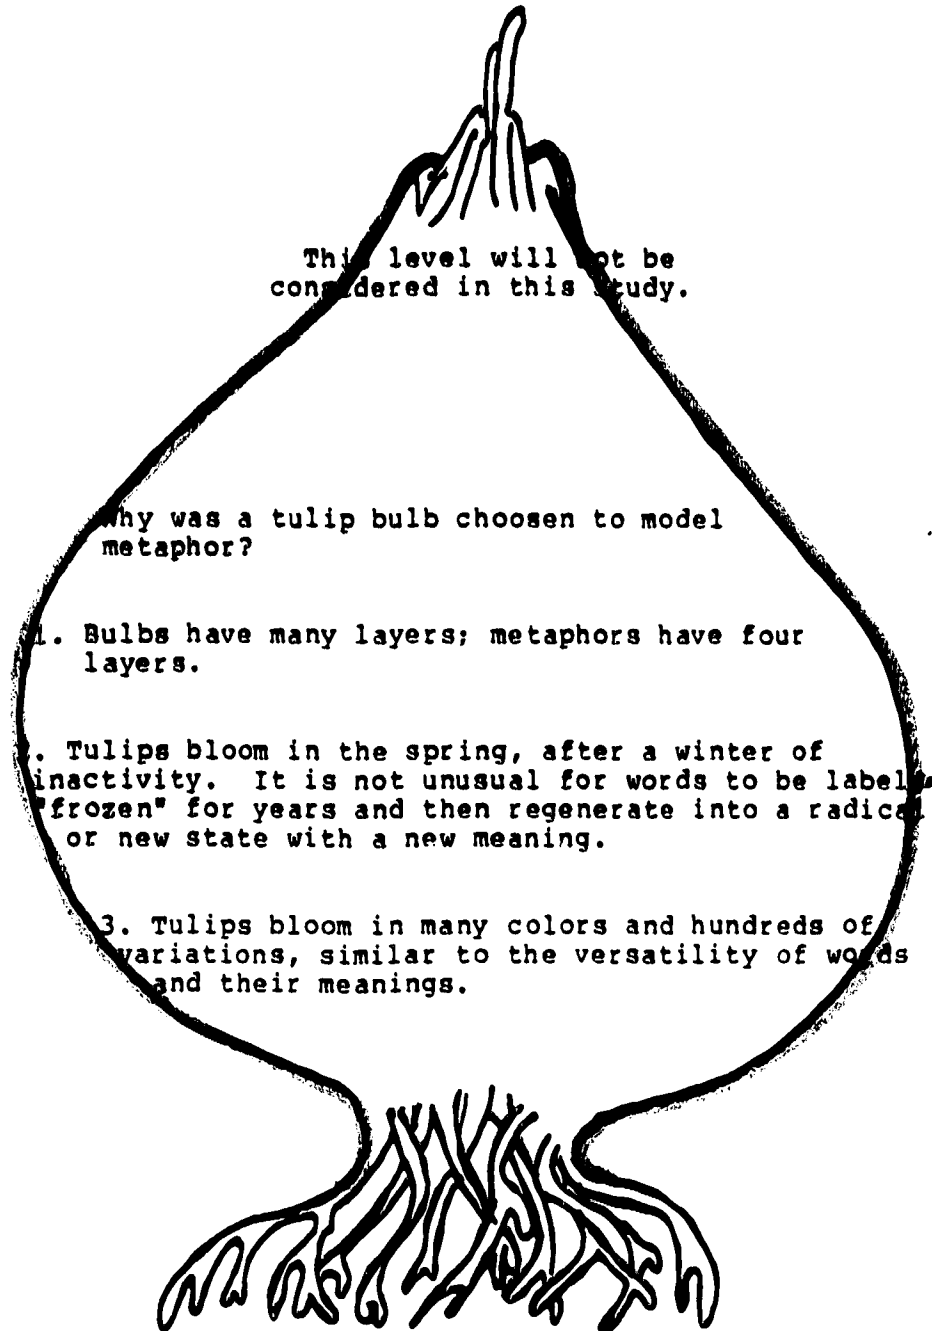 This level will not be
considered in this study.
Why was a tulip bulb choosen to model
metaphor?
1. Bulbs have many layers; metaphors have four
layers.
2. Tulips bloom in the spring, after a winter of
inactivity. It is not unusual for words to be labels
"frozen" for years and then regenerate into a radical
or new state with a new meaning.
3. Tulips bloom in many colors and hundreds of
variations, similar to the versatility of words
and their meanings.